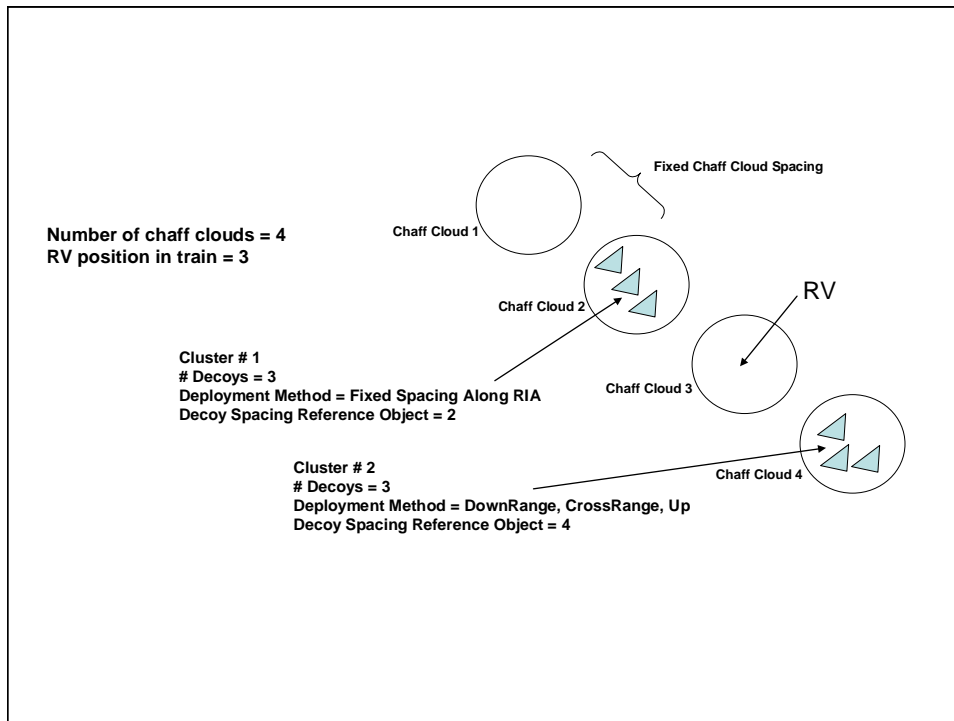 Fixed Chaff Cloud Spacing
Chaff Cloud 1
Number of chaff clouds = 4
RV position in train = 3
Chaff Cloud 2
RV
Cluster # 1
# Decoys = 3
Deployment Method = Fixed Spacing Along RIA
Decoy Spacing Reference Object = 2
Chaff Cloud 3
Cluster # 2
# Decoys = 3
Deployment Method = DownRange, CrossRange, Up
Decoy Spacing Reference Object = 4
Chaff Cloud 4